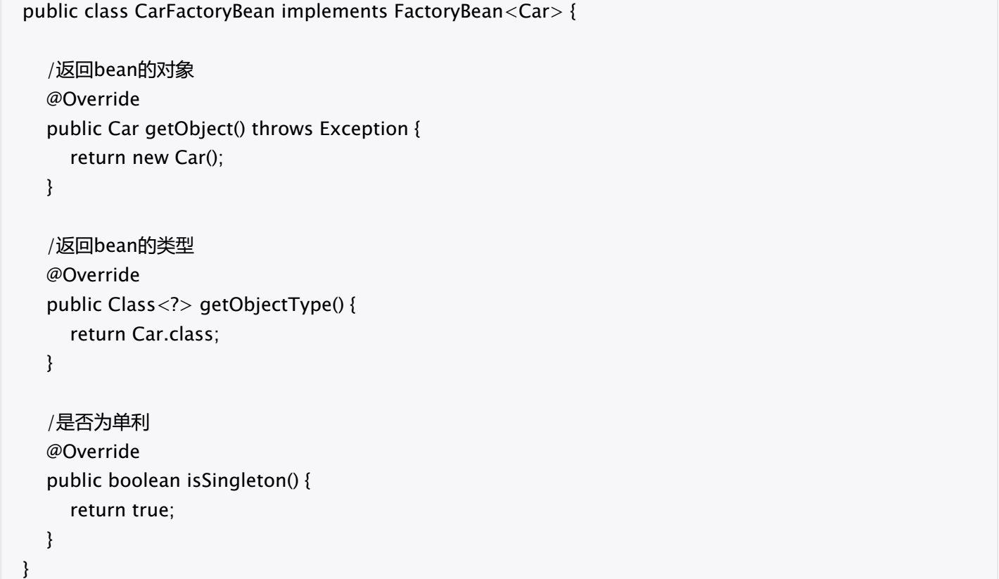 public class CarFactoryBean implements FactoryBean<Car> {
/返回bean的对象
@Override
public Car getObject() throws Exception {
return new Car();
}
/返回bean的类型
@Override
public Class<?> getObjectType() {
return Car.class;
}
/是否为单利
@Override
public boolean isSingleton() {
return true;
}
}